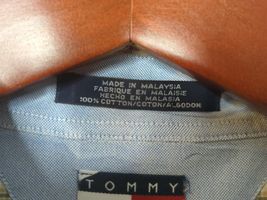 MADE IN MALAYSIA
FABRIQUE EN MALAISIE
HECHO EN MALASIA
100% COTTON/COTON/ALGODON
TOMMY